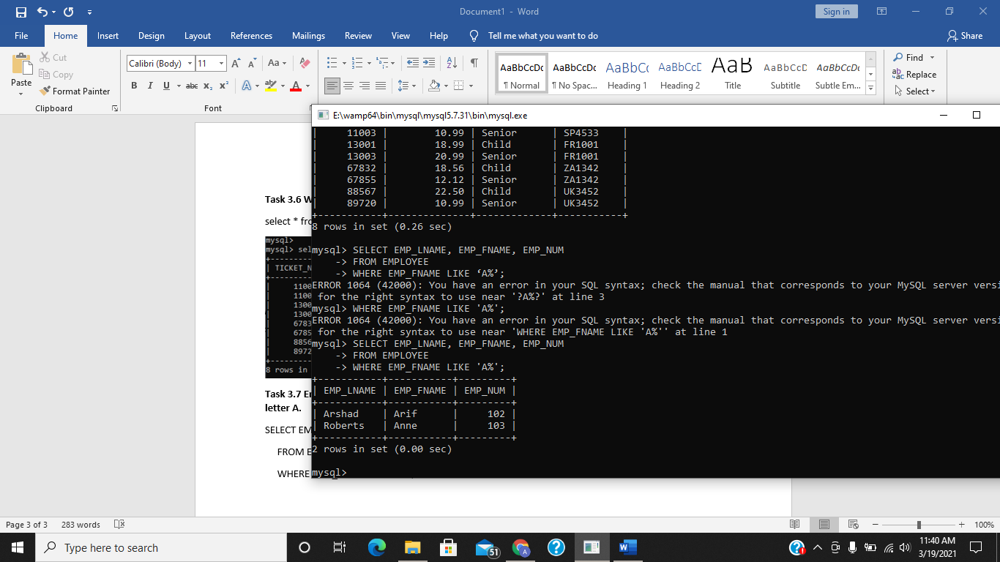 Document1 - Word
Sign in
File Home Insert Design Layout References Mailings Review View Help Tell me what you want to do Share
Paste
Cut
Copy
Format Painter
Clipboard
Calibri (Body) 11
Font
AaBbCcDc AaBbCcDc AaBbCc AaBbCcD AaB AaBbCcD AaBbCcDc
¶ Normal ¶ No Spac... Heading 1 Heading 2 Title Subtitle Subtle Em...
Find
Replace
Select
Task 3.6 W
select * fro
mysql>
mysql> sel
| TICKET_N
1100
1100
1300
1300
6783
6785
8856
8972
8 rows in
Task 3.7 En
letter A.
SELECT EM
FROM E
WHERE
E:\wamp64\bin\mysql\mysql5.7.31\bin\mysql.exe
| 11003 | 10.99 | Senior | SP4533 |
| 13001 | 18.99 | Child | FR1001 |
| 13003 | 20.99 | Senior | FR1001 |
| 67832 | 18.56 | Child | ZA1342 |
| 67855 | 12.12 | Senior | ZA1342 |
| 88567 | 22.50 | Child | UK3452 |
| 89720 | 10.99 | Senior | UK3452 |
+-----------+--------------+-------------+-----------+
8 rows in set (0.26 sec)
mysql> SELECT EMP_LNAME, EMP_FNAME, EMP_NUM
-> FROM EMPLOYEE
-> WHERE EMP_FNAME LIKE ‘A%’;
ERROR 1064 (42000): You have an error in your SQL syntax; check the manual that corresponds to your MySQL server versi
for the right syntax to use near '?A%?' at line 3
mysql> WHERE EMP_FNAME LIKE 'A%';
ERROR 1064 (42000): You have an error in your SQL syntax; check the manual that corresponds to your MySQL server versi
for the right syntax to use near 'WHERE EMP_FNAME LIKE 'A%'' at line 1
mysql> SELECT EMP_LNAME, EMP_FNAME, EMP_NUM
-> FROM EMPLOYEE
-> WHERE EMP_FNAME LIKE 'A%';
+-----------+-----------+---------+
| EMP_LNAME | EMP_FNAME | EMP_NUM |
+-----------+-----------+---------+
| Arshad | Arif | 102 |
| Roberts | Anne | 103 |
+-----------+-----------+---------+
2 rows in set (0.00 sec)
mysql>
Page 3 of 3 283 words 100%
Type here to search
51
11:40 AM
3/19/2021